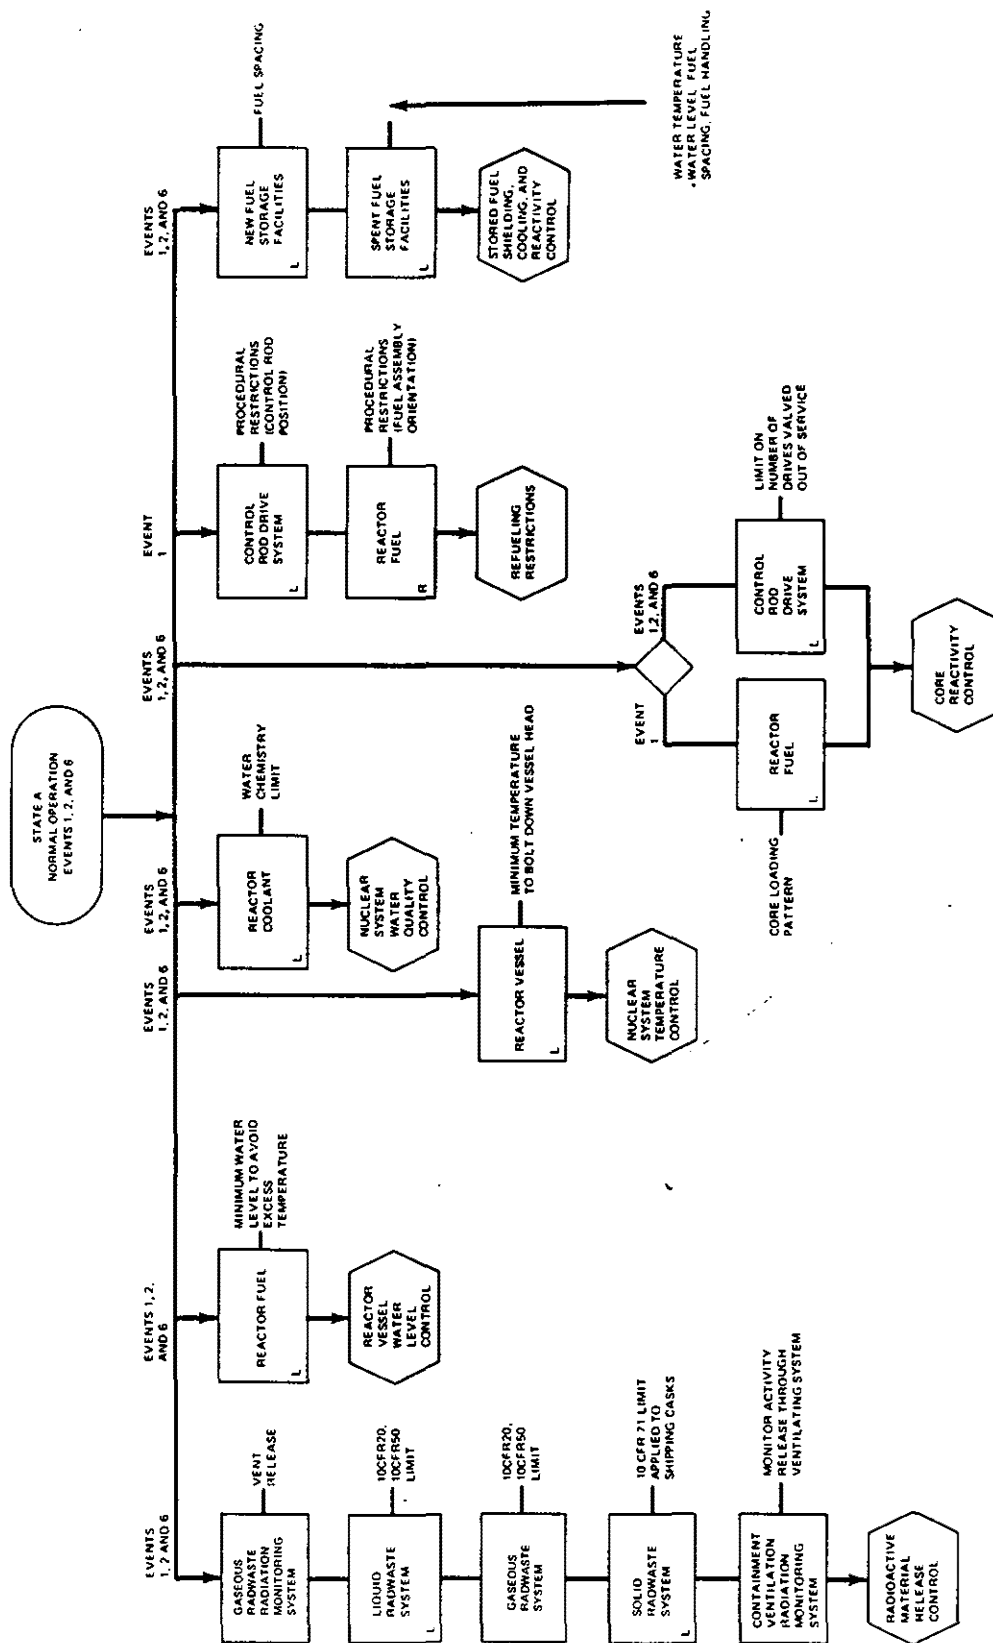 STATE A
NORMAL OPERATION
EVENTS 1, 2, AND 6
EVENTS
1, 2 AND 6
GASEOUS
RADWASTE
RADIATION
MONITORING
SYSTEM
VENT
RELEASE
LIQUID
RADWASTE
SYSTEM
L
10CFR20,
10CFR50
LIMIT
GASEOUS
RADWASTE
SYSTEM
L
10CFR20,
10CFR50
LIMIT
SOLID
RADWASTE
SYSTEM
L
10 CFR 71 LIMIT
APPLIED TO
SHIPPING CASKS
CONTAINMENT
VENTILATION
RADIATION
MONITORING
SYSTEM
L
MONITOR ACTIVITY
RELEASE THROUGH
VENTILATING SYSTEM
RADIOACTIVE
MATERIAL
RELEASE
CONTROL
EVENTS 1, 2,
AND 6
REACTOR FUEL
L
MINIMUM WATER
LEVEL TO AVOID
EXCESS
TEMPERATURE
REACTOR
VESSEL
WATER
LEVEL
CONTROL
EVENTS
1, 2, AND 6
REACTOR VESSEL
L
MINIMUM TEMPERATURE
TO BOLT DOWN VESSEL HEAD
NUCLEAR
SYSTEM
TEMPERATURE
CONTROL
EVENTS
1, 2, AND 6
REACTOR
COOLANT
L
WATER
CHEMISTRY
LIMIT
NUCLEAR
SYSTEM
WATER
QUALITY
CONTROL
EVENTS
1, 2, AND 6
EVENT
1
EVENTS
1, 2, AND 6
REACTOR
FUEL
L
CORE LOADING
PATTERN
CONTROL
ROD
DRIVE
SYSTEM
L
LIMIT ON
NUMBER OF
DRIVES VALVED
OUT OF SERVICE
CORE
REACTIVITY
CONTROL
EVENT
1
CONTROL
ROD DRIVE
SYSTEM
L
PROCEDURAL
RESTRICTIONS
(CONTROL ROD
POSITION)
REACTOR
FUEL
R
PROCEDURAL
RESTRICTIONS
(FUEL ASSEMBLY
ORIENTATION)
REFUELING
RESTRICTIONS
EVENTS
1, 2, AND 6
NEW FUEL
STORAGE
FACILITIES
L
FUEL SPACING
SPENT FUEL
STORAGE
FACILITIES
L
WATER TEMPERATURE
WATER LEVEL FUEL
SPACING, FUEL HANDLING
STORED FUEL
SHIELDING,
COOLING, AND
REACTIVITY
CONTROL